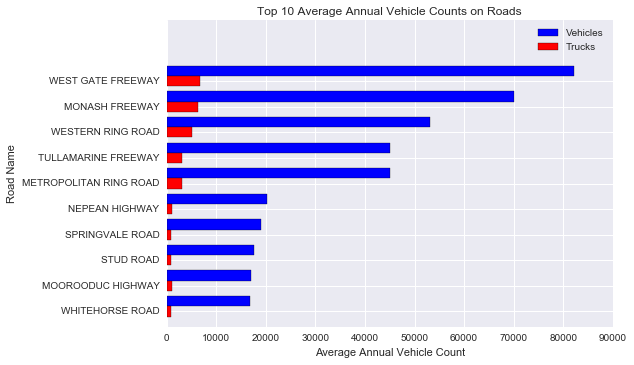 Top 10 Average Annual Vehicle Counts on Roads
Vehicles
Trucks
Road Name
WEST GATE FREEWAY
MONASH FREEWAY
WESTERN RING ROAD
TULLAMARINE FREEWAY
METROPOLITAN RING ROAD
NEPEAN HIGHWAY
SPRINGVALE ROAD
STUD ROAD
MOOROODUC HIGHWAY
WHITEHORSE ROAD
0 10000 20000 30000 40000 50000 60000 70000 80000 90000
Average Annual Vehicle Count